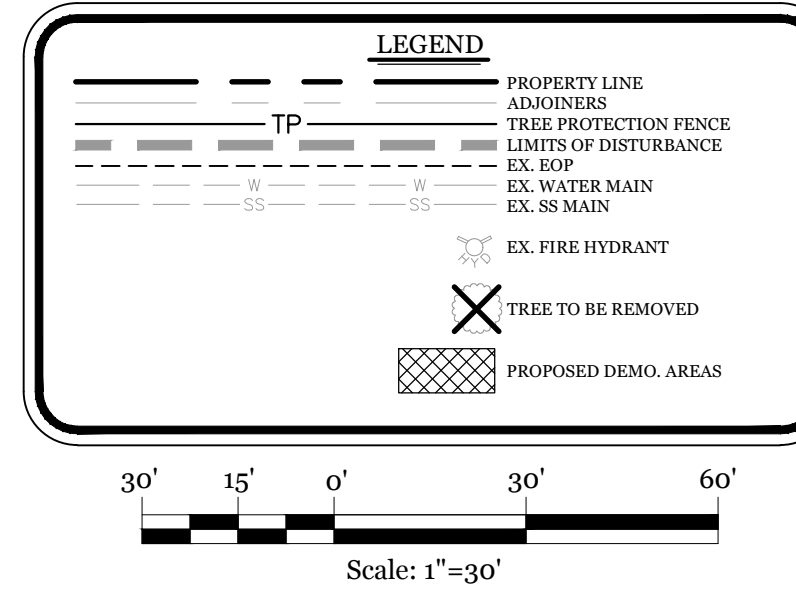 LEGEND
PROPERTY LINE
ADJOINERS
TP TREE PROTECTION FENCE
LIMITS OF DISTURBANCE
EX. EOP
W W EX. WATER MAIN
SS SS EX. SS MAIN
HYD EX. FIRE HYDRANT
TREE TO BE REMOVED
PROPOSED DEMO. AREAS
30' 15' 0' 30' 60'
Scale: 1"=30'